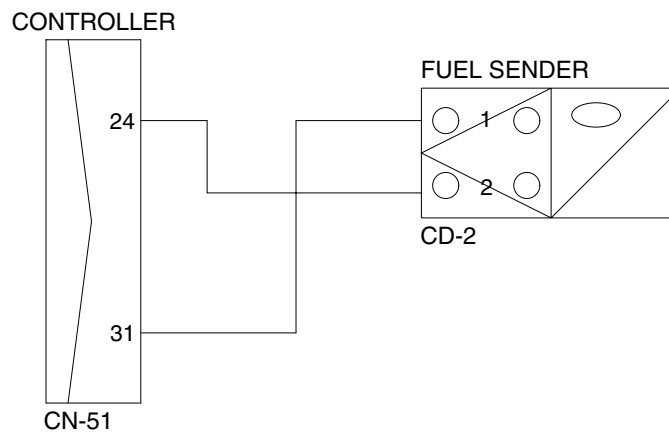 CONTROLLER
FUEL SENDER
24
1
2
CD-2
31
CN-51